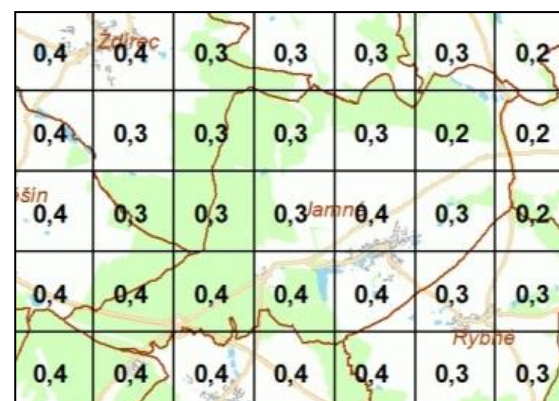 0,4 0,4 0,3 0,3 0,3 0,3 0,2
Ždírec
0,4 0,3 0,3 0,3 0,3 0,2 0,2
0,4 0,3 0,3 0,3 0,4 0,3 0,2
ěšín Jamné
0,4 0,4 0,4 0,4 0,4 0,3 0,3
Rybné
0,4 0,4 0,4 0,4 0,4 0,3 0,3